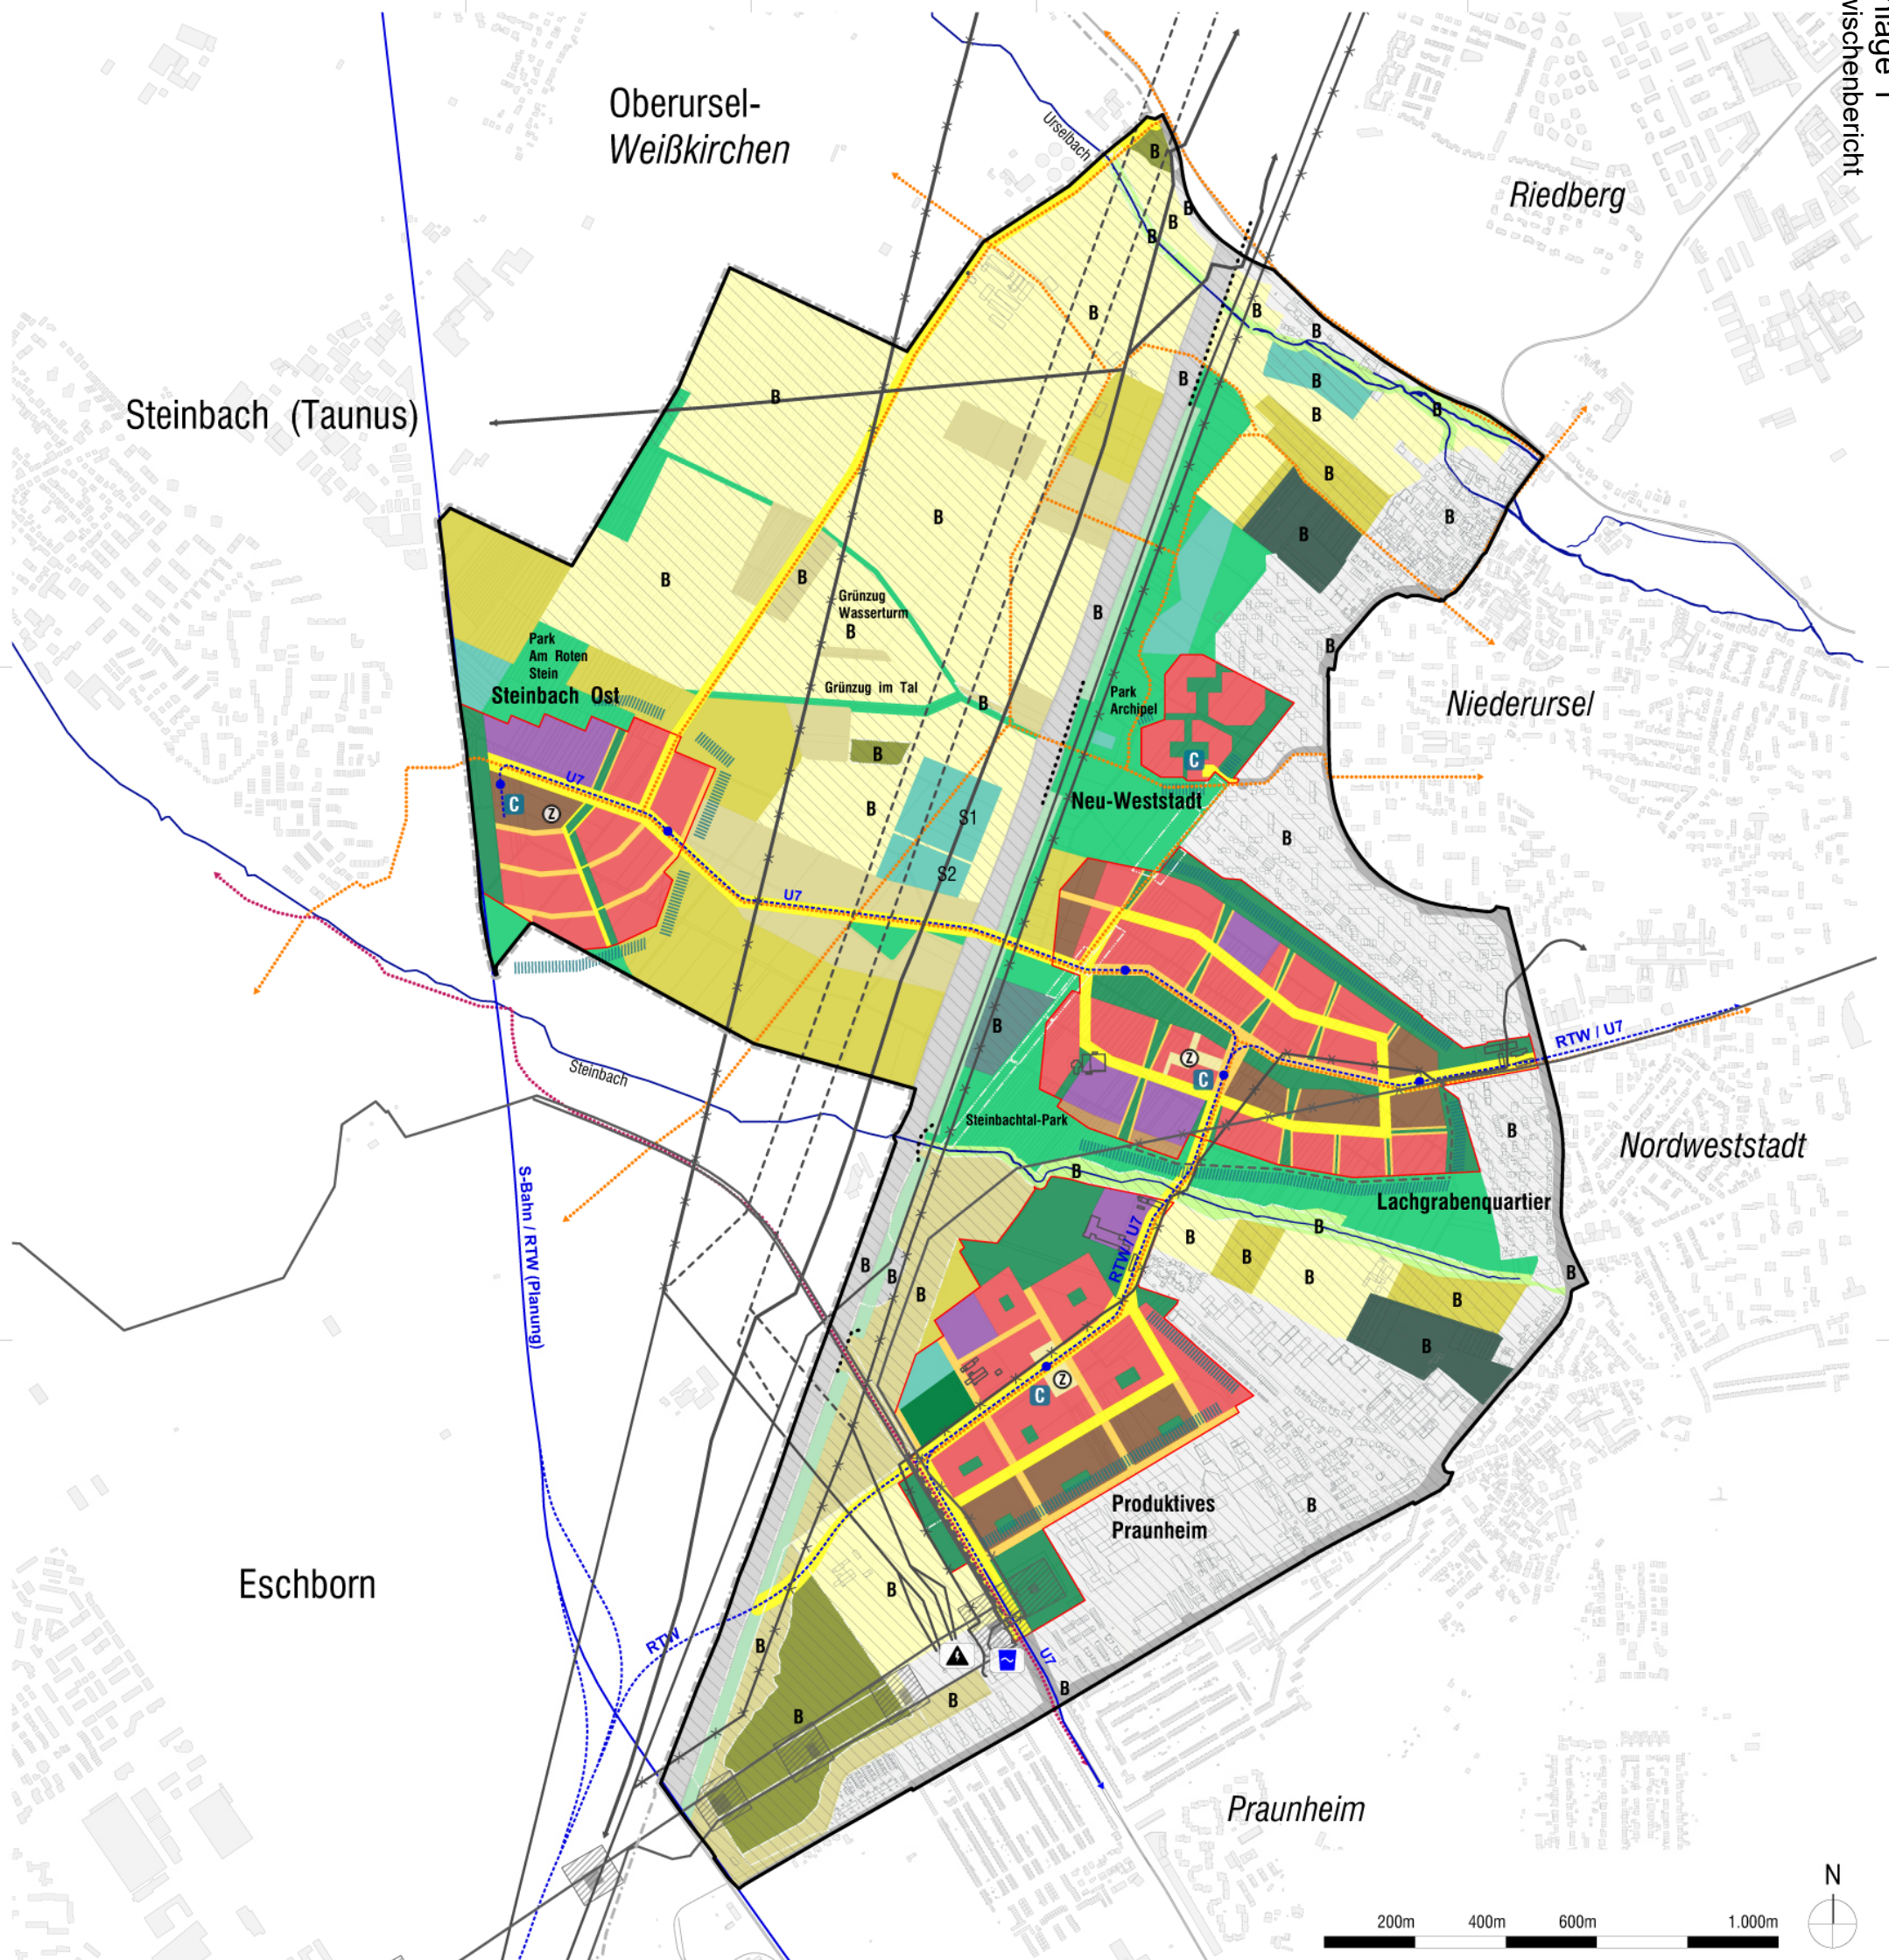 nlage 1
wischenbericht
Oberursel-
Weißkirchen
Urselbach
Riedberg
B
B
B
B
B
B
B
B
B
B
B
Steinbach (Taunus)
B
B
B
B
B
B
B
B
B
Grünzug
Wasserturm
B
B
Park
Am Roten
Stein
B
Steinbach Ost
Grünzug im Tal
B
Park
Archipel
Niederursel
B
C
U7
C
Z
B
S1
Neu-Weststadt
B
S2
U7
B
RTW / U7
Z
C
Steinbach
Steinbachtal-Park
B
Nordweststadt
B
Lachgrabenquartier
B
S-Bahn / RTW (Planung)
RTW / U7
B
B
B
B
B
B
B
B
B
Z
C
Produktives
Praunheim
B
Eschborn
B
RTW
B
U7
B
B
B
Praunheim
N
200m 400m 600m 1.000m